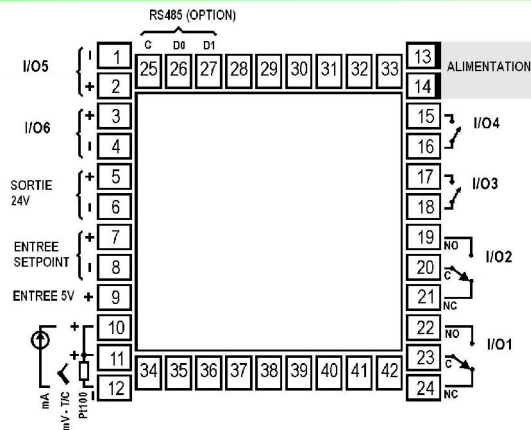 RS485 (OPTION)
C D0 D1
I/O5
I 1
+ 2
25 26 27 28 29 30 31 32 33
13
14
ALIMENTATION
I/O6
+ 3
I 4
15
16
I/O4
SORTIE
24V
+ 5
I 6
17
18
I/O3
ENTREE
SETPOINT
+ 7
I 8
19 NO
20 C
21 NC
I/O2
ENTREE 5V + 9
+ 10
+ 11
I 12
22 NO
23 C
24 NC
I/O1
34 35 36 37 38 39 40 41 42
mA
mV - T/C
Pt100